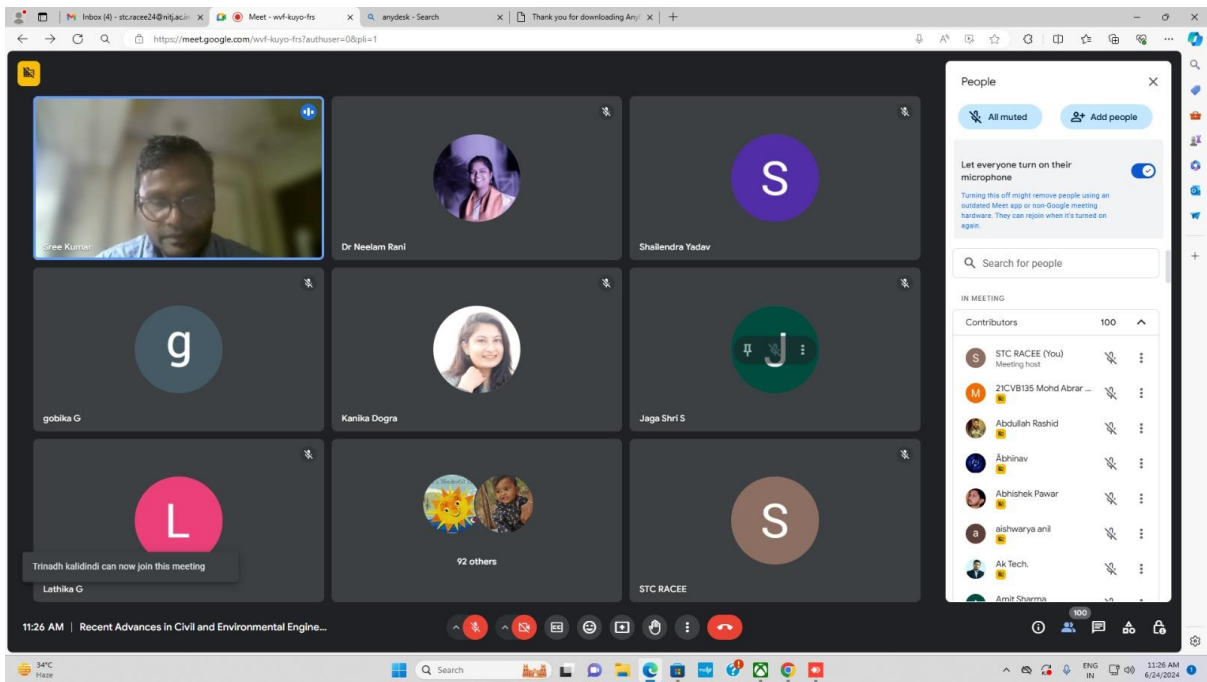 Inbox (4) - stc.racee24@nitj.ac.in
Meet - wvf-kuyo-frs
anydesk - Search
Thank you for downloading Any
https://meet.google.com/wvf-kuyo-frs?authuser=0&pli=1
Sree Kumar
Dr Neelam Rani
S
Shailendra Yadav
g
gobika G
Kanika Dogra
J
Jaga Shri S
L
Trinadh kalidindi can now join this meeting
Lathika G
92 others
S
STC RACEE
People
All muted
Add people
Let everyone turn on their
microphone
Turning this off might remove people using an
outdated Meet app or non-Google meeting
hardware. They can rejoin when it's turned on
again.
Search for people
IN MEETING
Contributors 100
S
STC RACEE (You)
Meeting host
M
21CVB135 Mohd Abrar ...
Abdullah Rashid
Åbhinav
Abhishek Pawar
a
aishwarya anil
Ak Tech.
Amit Sharma
11:26 AM | Recent Advances in Civil and Environmental Engine...
100
34°C
Haze
Search
ENG
IN
11:26 AM
6/24/2024